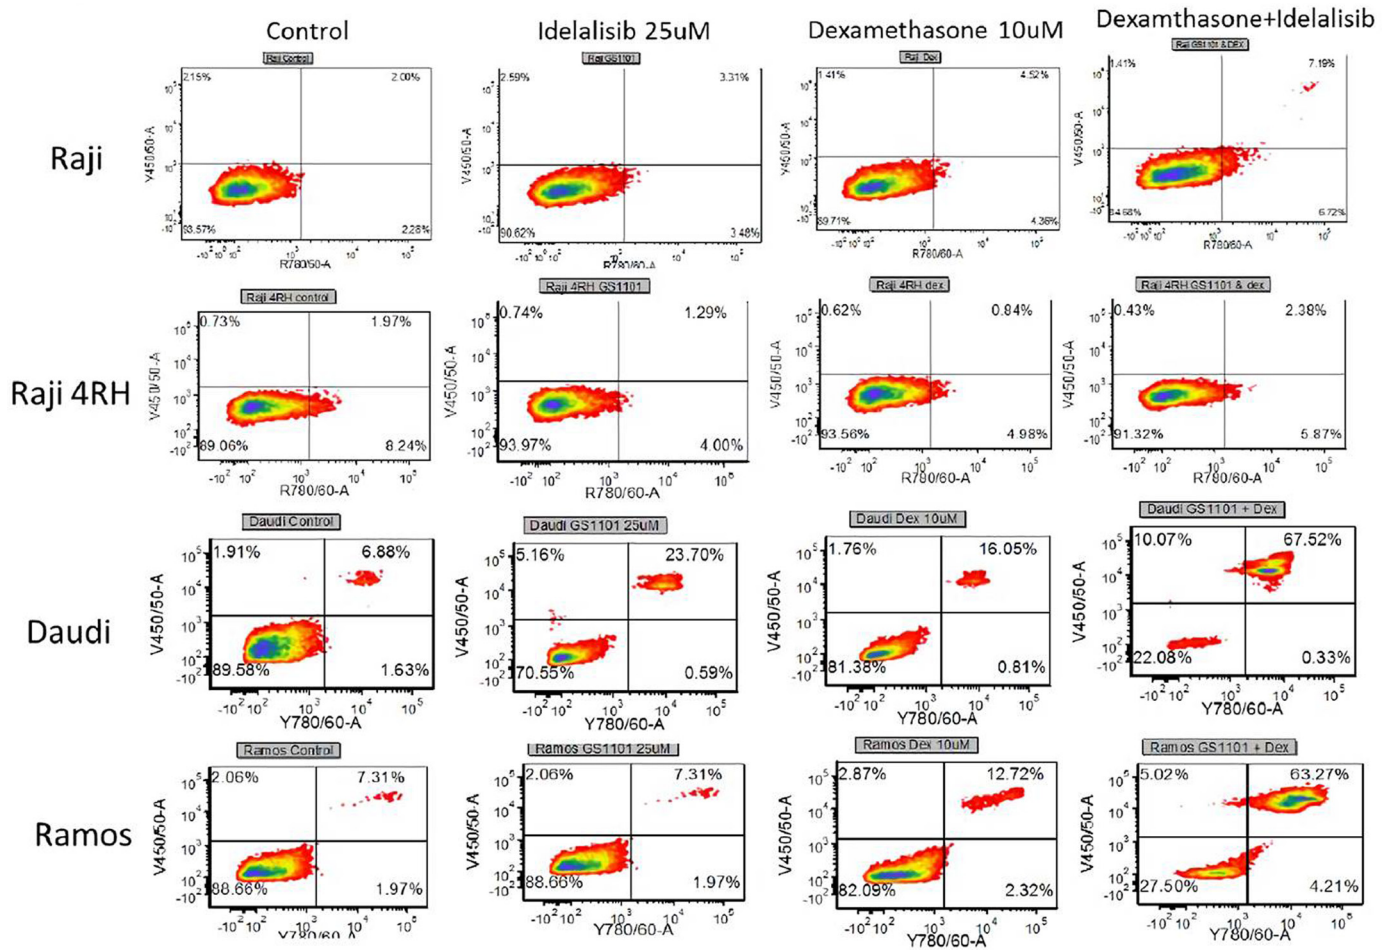 Control
Idelalisib 25uM
Dexamethasone 10uM
Dexamthasone+Idelalisib
Raji
Raji Control
2.15%
2.00%
93.57%
2.28%
V450/50-A
R780/60-A
Raji GS1101
2.59%
3.31%
90.62%
3.48%
V450/50-A
R780/60-A
Raji Dex
1.41%
4.52%
89.71%
4.36%
V450/50-A
R780/60-A
Raji GS1101 & DEX
1.41%
7.19%
84.68%
6.72%
V450/50-A
R780/60-A
Raji 4RH
Raji 4RH control
0.73%
1.97%
89.06%
8.24%
V450/50-A
R780/60-A
Raji 4RH GS1101
0.74%
1.29%
93.97%
4.00%
V450/50-A
R780/60-A
Raji 4RH dex
0.62%
0.84%
93.56%
4.98%
V450/50-A
R780/60-A
Raji 4RH GS1101 & dex
0.43%
2.38%
91.32%
5.87%
V450/50-A
R780/60-A
Daudi
Daudi Control
1.91%
6.88%
89.58%
1.63%
V450/50-A
Y780/60-A
Daudi GS1101 25uM
5.16%
23.70%
70.55%
0.59%
V450/50-A
Y780/60-A
Daudi Dex 10uM
1.76%
16.05%
81.38%
0.81%
V450/50-A
Y780/60-A
Daudi GS1101 + Dex
10.07%
67.52%
22.08%
0.33%
V450/50-A
Y780/60-A
Ramos
Ramos Control
2.06%
7.31%
88.66%
1.97%
V450/50-A
Y780/60-A
Ramos GS1101 25uM
2.06%
7.31%
88.66%
1.97%
V450/50-A
Y780/60-A
Ramos Dex 10uM
2.87%
12.72%
82.09%
2.32%
V450/50-A
Y780/60-A
Ramos GS1101 + Dex
5.02%
63.27%
27.50%
4.21%
V450/50-A
Y780/60-A